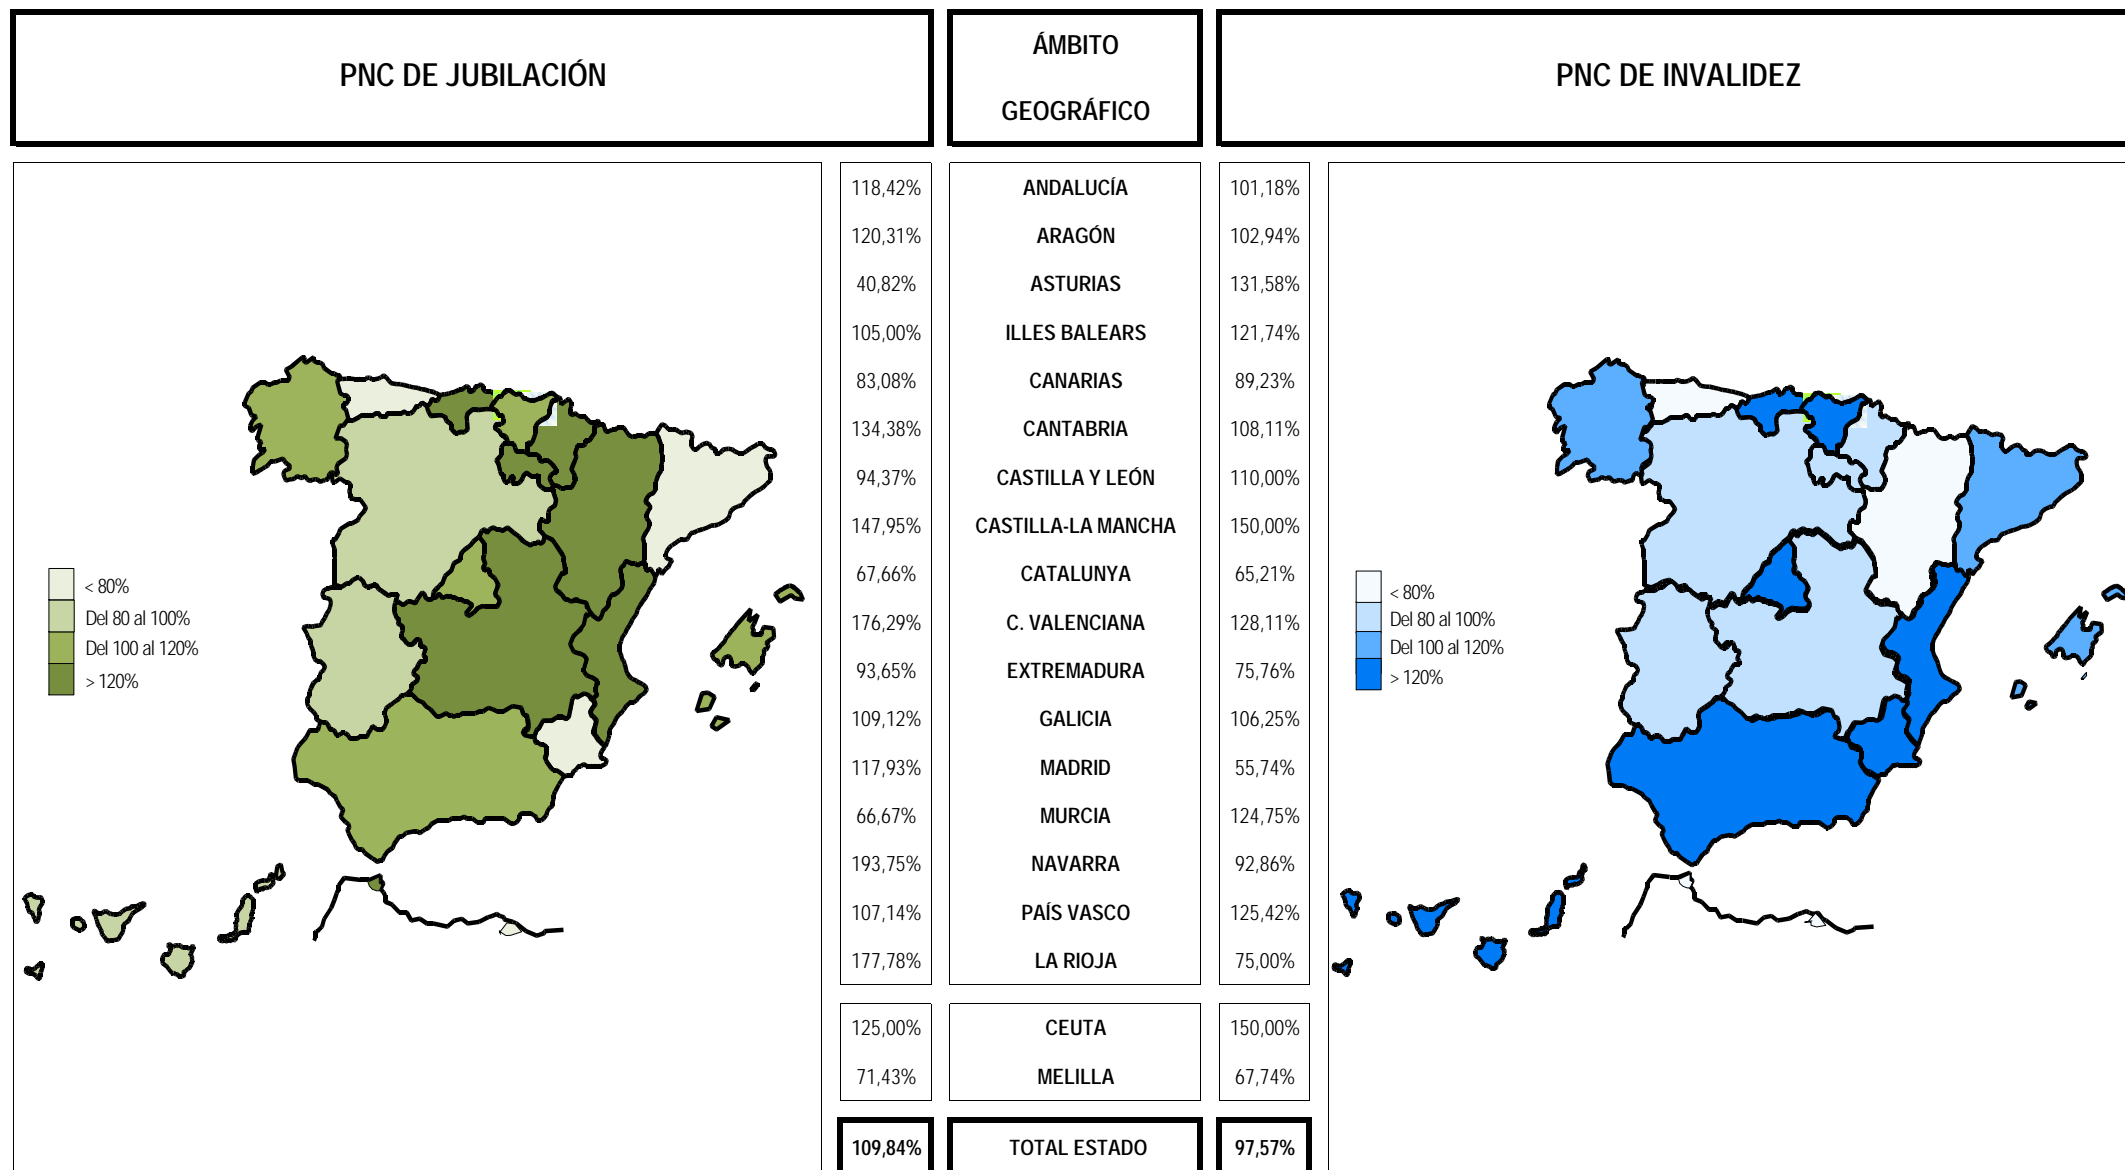 PNC DE JUBILACIÓN
ÁMBITO
GEOGRÁFICO
PNC DE INVALIDEZ
118,42% ANDALUCÍA 101,18%
120,31% ARAGÓN 102,94%
40,82% ASTURIAS 131,58%
105,00% ILLES BALEARS 121,74%
83,08% CANARIAS 89,23%
134,38% CANTABRIA 108,11%
94,37% CASTILLA Y LEÓN 110,00%
147,95% CASTILLA-LA MANCHA 150,00%
67,66% CATALUNYA 65,21%
176,29% C. VALENCIANA 128,11%
93,65% EXTREMADURA 75,76%
109,12% GALICIA 106,25%
117,93% MADRID 55,74%
66,67% MURCIA 124,75%
193,75% NAVARRA 92,86%
107,14% PAÍS VASCO 125,42%
177,78% LA RIOJA 75,00%
125,00% CEUTA 150,00%
71,43% MELILLA 67,74%
109,84% TOTAL ESTADO 97,57%
< 80%
Del 80 al 100%
Del 100 al 120%
> 120%
< 80%
Del 80 al 100%
Del 100 al 120%
> 120%